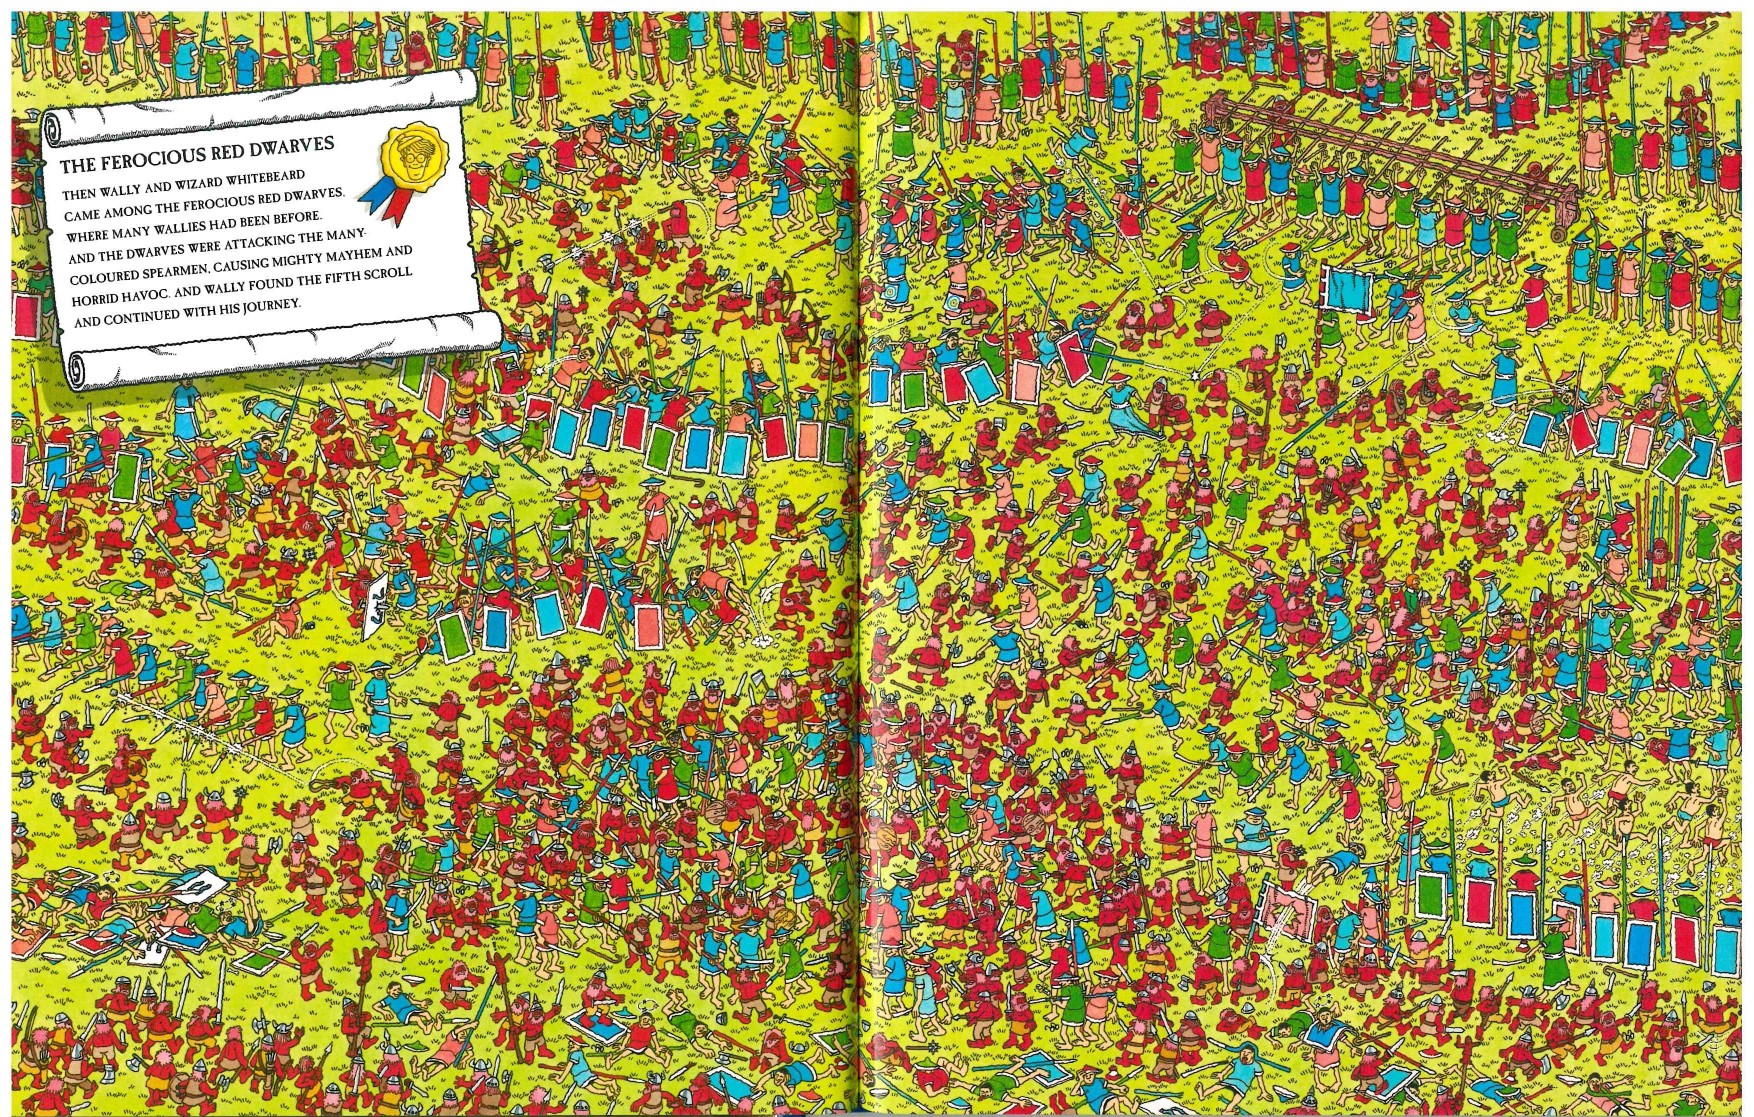 THE FEROCIOUS RED DWARVES
THEN WALLY AND WIZARD WHITEBEARD
CAME AMONG THE FEROCIOUS RED DWARVES,
WHERE MANY WALLIES HAD BEEN BEFORE.
AND THE DWARVES WERE ATTACKING THE MANY-
COLOURED SPEARMEN, CAUSING MIGHTY MAYHEM AND
HORRID HAVOC. AND WALLY FOUND THE FIFTH SCROLL
AND CONTINUED WITH HIS JOURNEY.